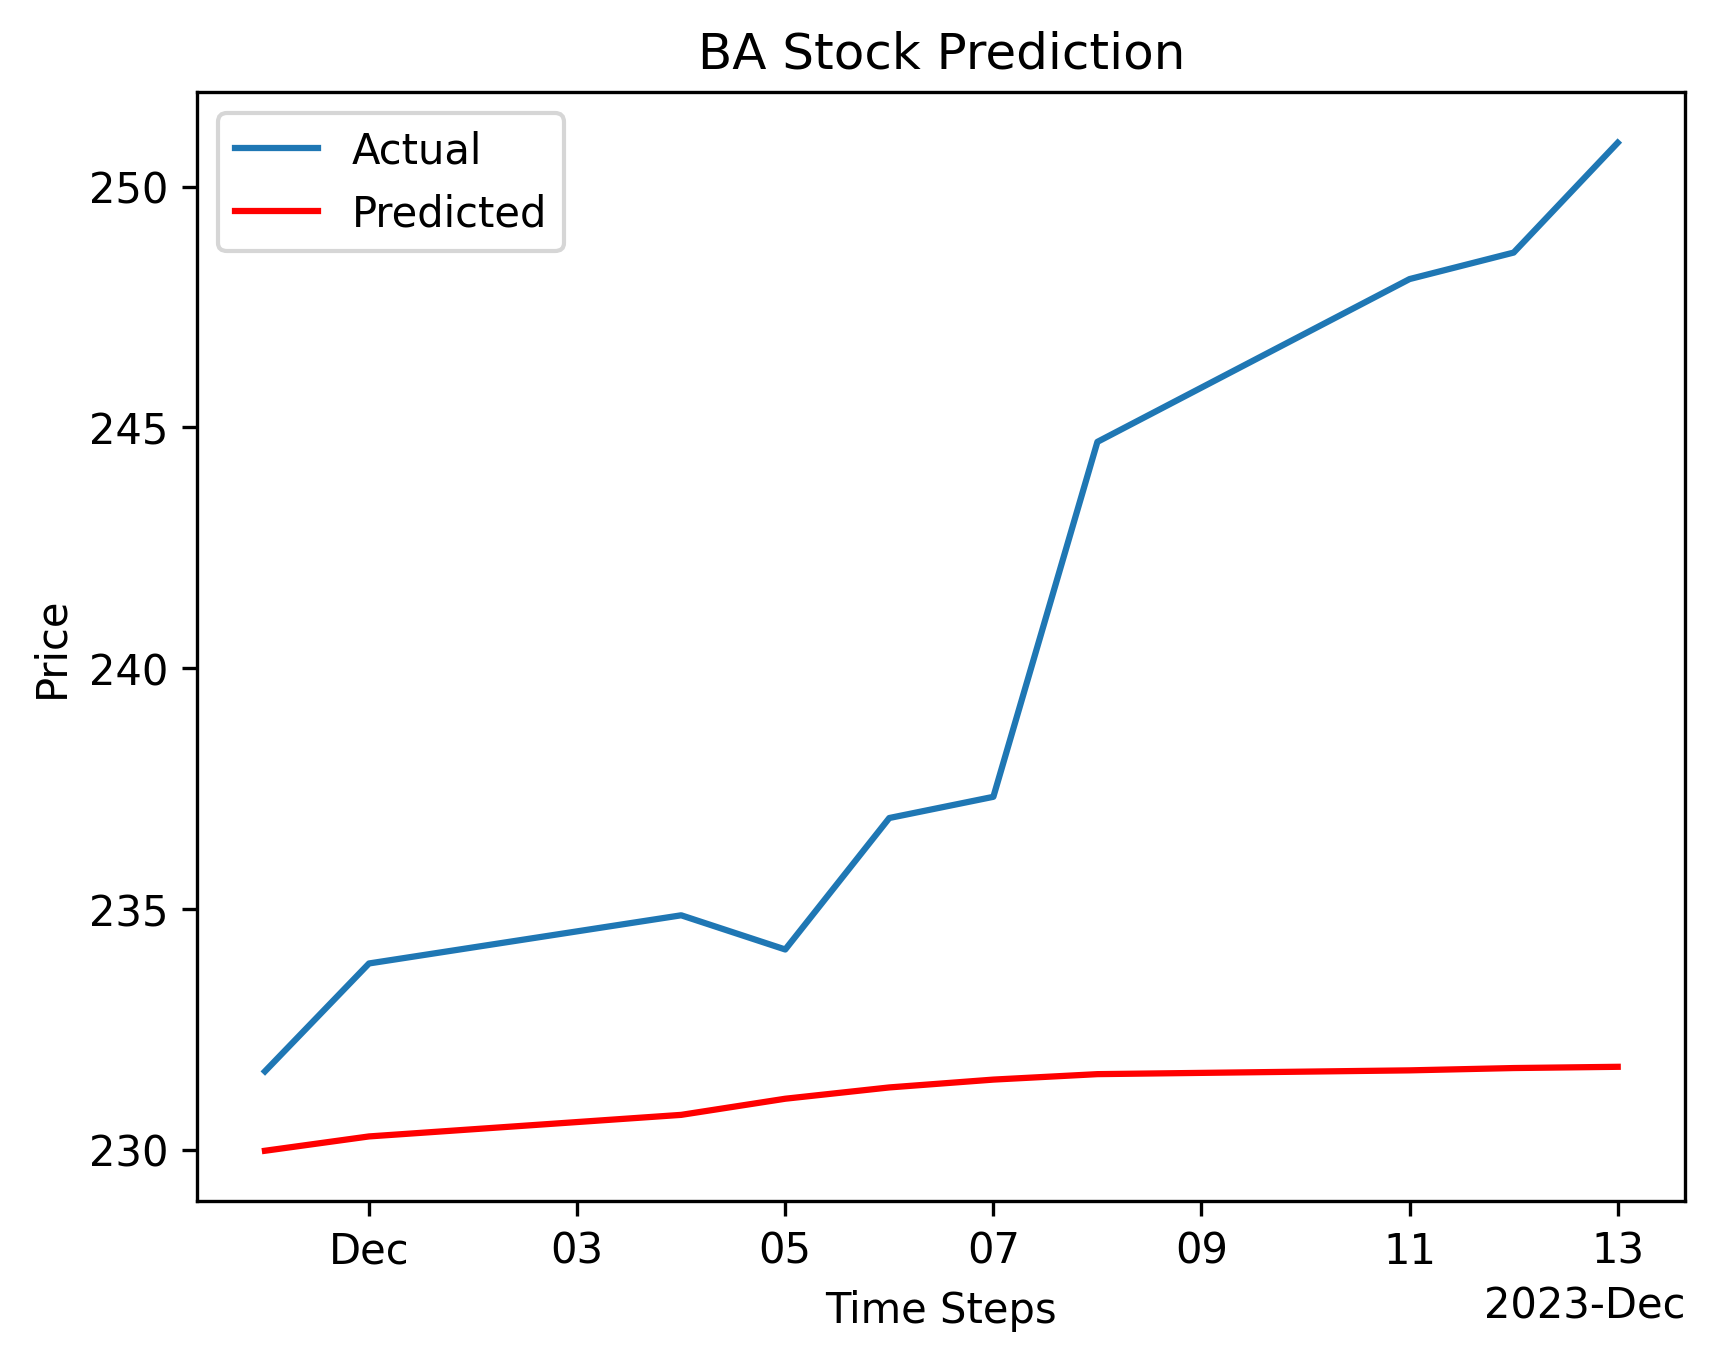 BA Stock Prediction
Actual
Predicted
250
245
240
235
230
Price
Dec 03 05 07 09 11 13
Time Steps
2023-Dec